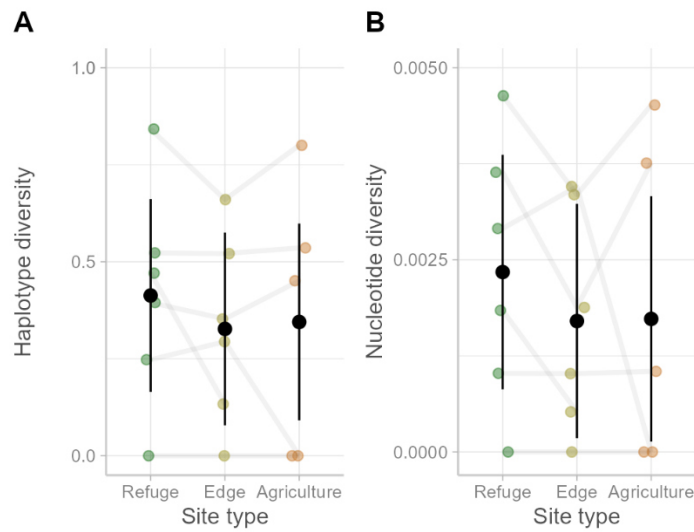 A
Haplotype diversity
1.0
0.5
0.0
Refuge Edge Agriculture
Site type
B
Nucleotide diversity
0.0050
0.0025
0.0000
Refuge Edge Agriculture
Site type